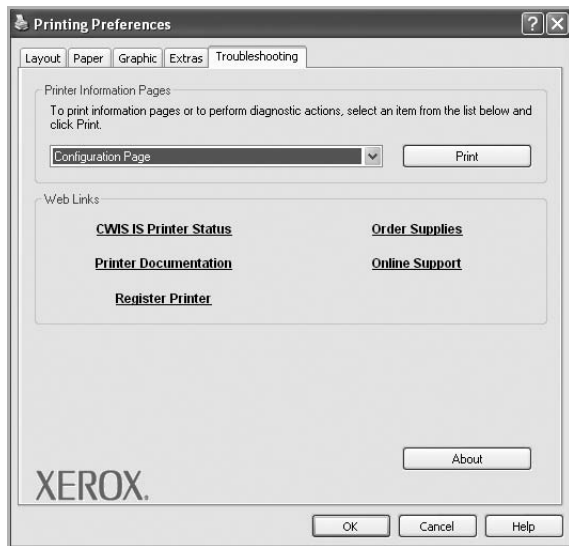 Printing Preferences
Layout Paper Graphic Extras Troubleshooting
Printer Information Pages
To print information pages or to perform diagnostic actions, select an item from the list below and
click Print.
Configuration Page Print
Web Links
CWIS IS Printer Status Order Supplies
Printer Documentation Online Support
Register Printer
About
XEROX.
OK Cancel Help